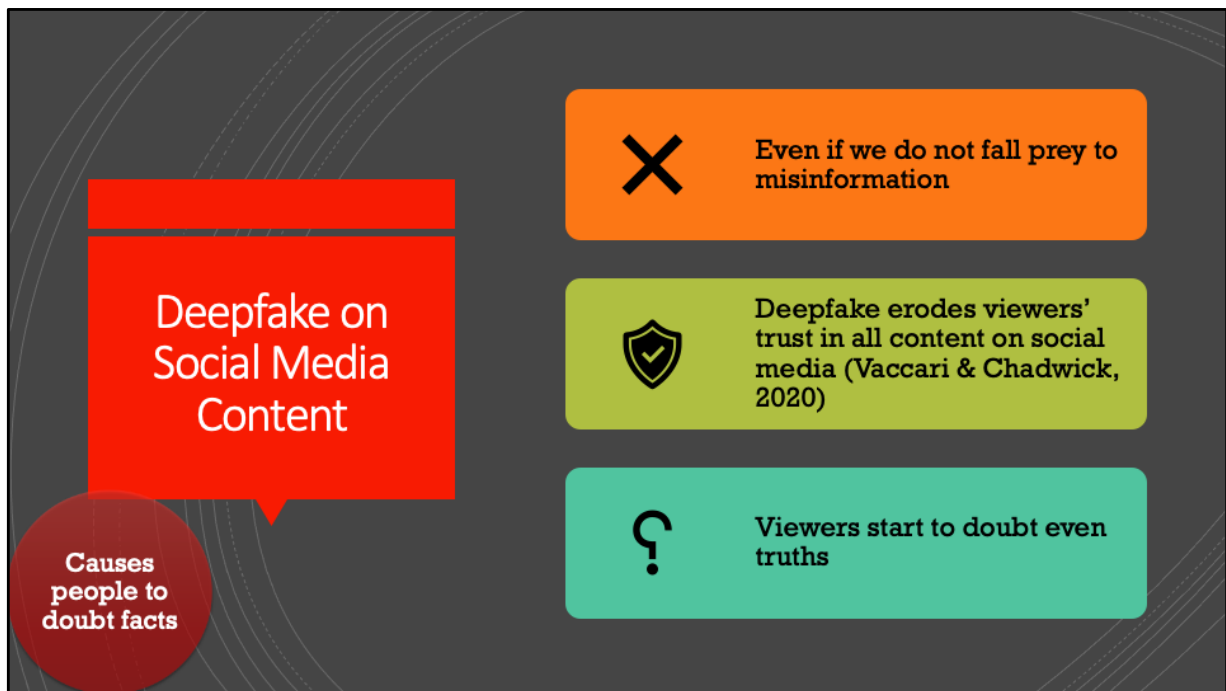 Deepfake on
Social Media
Content
Causes
people to
doubt facts
Even if we do not fall prey to
misinformation
Deepfake erodes viewers’
trust in all content on social
media (Vaccari & Chadwick,
2020)
Viewers start to doubt even
truths